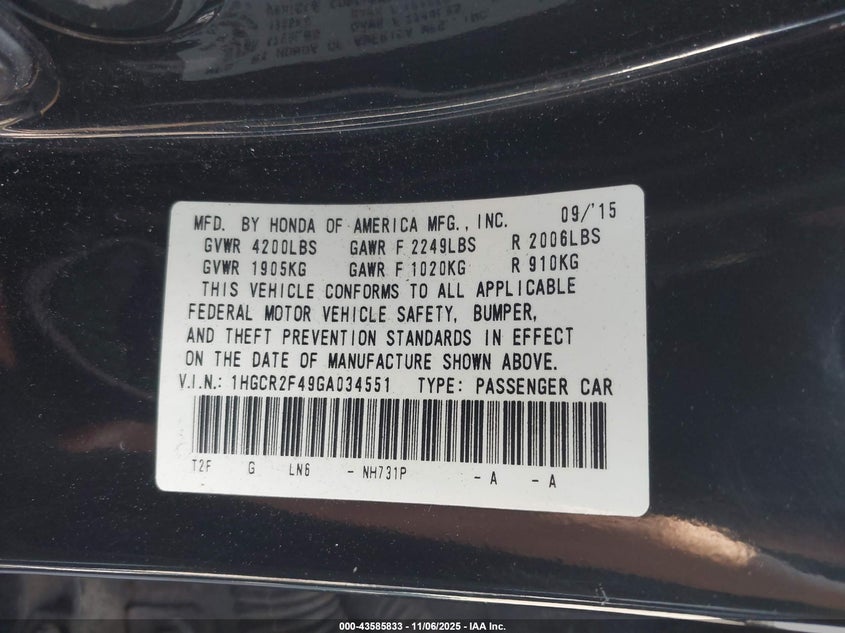 MFD. BY HONDA OF AMERICA MFG., INC. 09/'15
GVWR 4200LBS GAWR F 2249LBS R 2006LBS
GVWR 1905KG GAWR F 1020KG R 910KG
THIS VEHICLE CONFORMS TO ALL APPLICABLE
FEDERAL MOTOR VEHICLE SAFETY, BUMPER,
AND THEFT PREVENTION STANDARDS IN EFFECT
ON THE DATE OF MANUFACTURE SHOWN ABOVE.
V.I.N.: 1HGCR2F49GA034551 TYPE: PASSENGER CAR
T2F G LN6 - NH731P - A - A
000-43585833 - 11/06/2025 - IAA Inc.